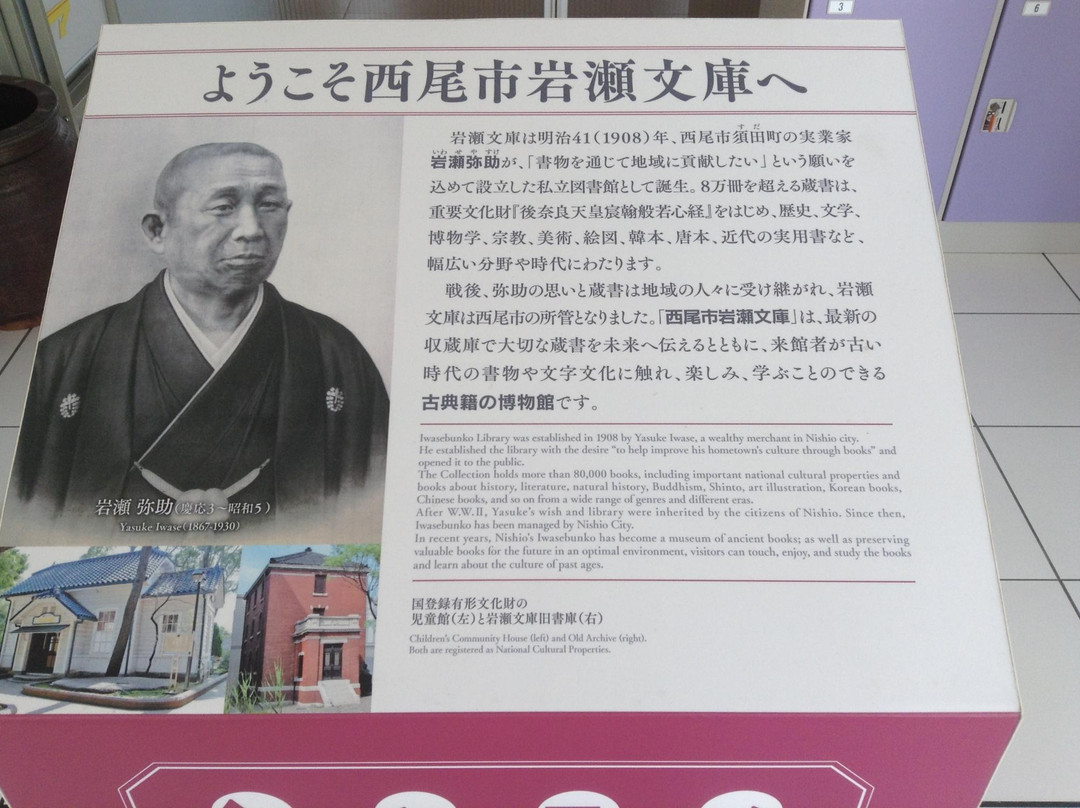 3
6
ようこそ西尾市岩瀬文庫へ
岩瀬文庫は明治41(1908)年、西尾市須田町の実業家
すだ
岩瀬弥助が、「書物を通じて地域に貢献したい」という願いを
いわせやすけ
込めて設立した私立図書館として誕生。8万冊を超える蔵書は、
重要文化財『後奈良天皇宸翰般若心経』をはじめ、歴史、文学、
博物学、宗教、美術、絵図、韓本、唐本、近代の実用書など、
幅広い分野や時代にわたります。
戦後、弥助の思いと蔵書は地域の人々に受け継がれ、岩瀬
文庫は西尾市の所管となりました。「西尾市岩瀬文庫」は、最新の
収蔵庫で大切な蔵書を未来へ伝えるとともに、来館者が古い
時代の書物や文字文化に触れ、楽しみ、学ぶことのできる
古典籍の博物館です。
Iwasebunko Library was established in 1908 by Yasuke Iwase, a wealthy merchant in Nishio city.
He established the library with the desire "to help improve his hometown's culture through books" and
opened it to the public.
The Collection holds more than 80,000 books, including important national cultural properties and
books about history, literature, natural history, Buddhism, Shinto, art illustration, Korean books,
Chinese books, and so on from a wide range of genres and different eras.
After W.W.II, Yasuke's wish and library were inherited by the citizens of Nishio. Since then,
Iwasebunko has been managed by Nishio City.
In recent years, Nishio's Iwasebunko has become a museum of ancient books; as well as preserving
valuable books for the future in an optimal environment, visitors can touch, enjoy, and study the books
and learn about the culture of past ages.
岩瀬 弥助(慶応3~昭和5)
Yasuke Iwase(1867-1930)
国登録有形文化財の
児童館(左)と岩瀬文庫旧書庫(右)
Children's Community House (left) and Old Archive (right).
Both are registered as National Cultural Properties.